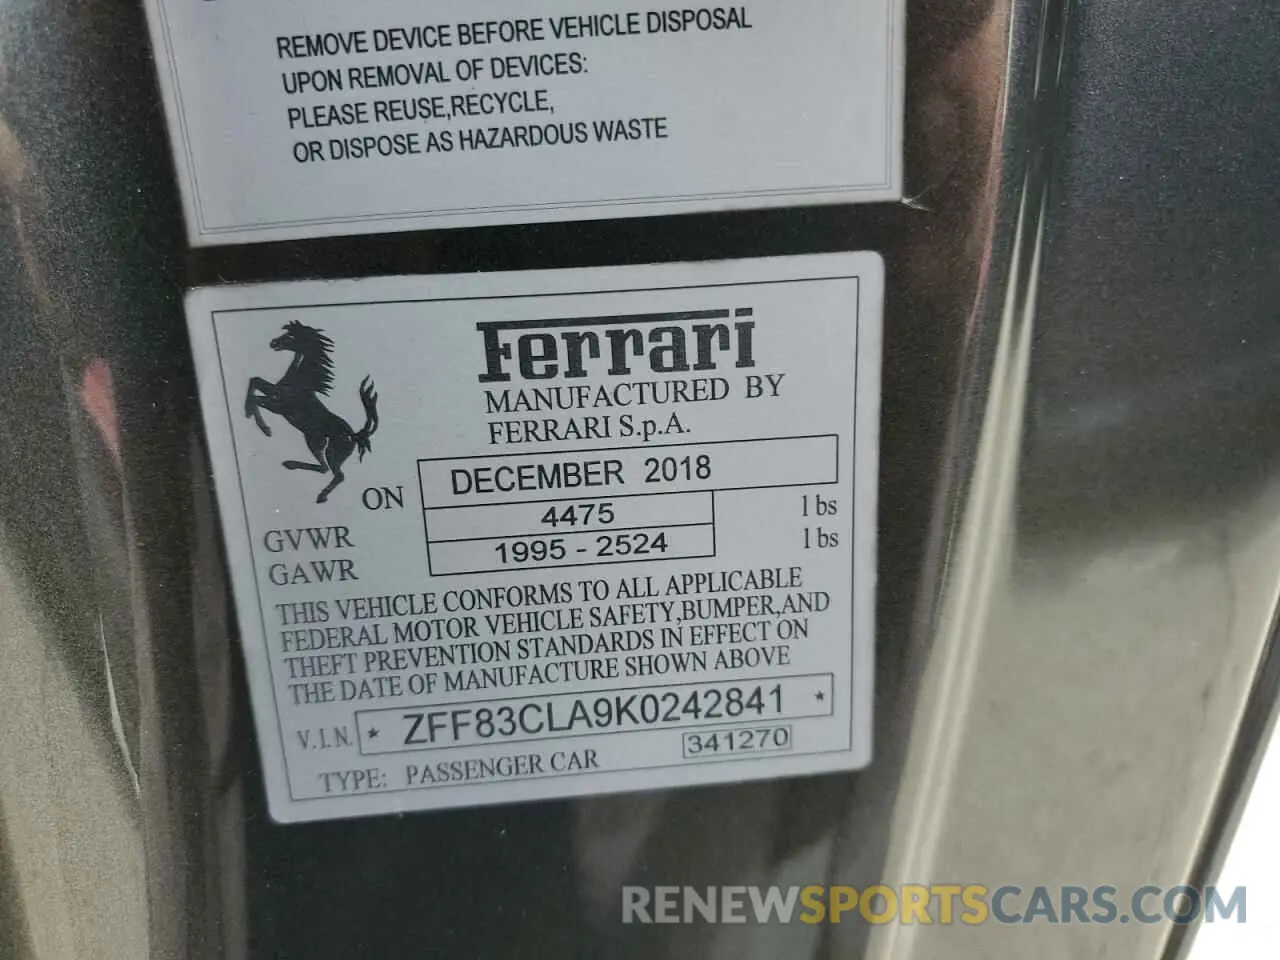 REMOVE DEVICE BEFORE VEHICLE DISPOSAL
UPON REMOVAL OF DEVICES:
PLEASE REUSE,RECYCLE,
OR DISPOSE AS HAZARDOUS WASTE
Ferrari
MANUFACTURED BY
FERRARI S.p.A.
ON DECEMBER 2018
GVWR 4475 lbs
GAWR 1995 - 2524 lbs
THIS VEHICLE CONFORMS TO ALL APPLICABLE
FEDERAL MOTOR VEHICLE SAFETY,BUMPER,AND
THEFT PREVENTION STANDARDS IN EFFECT ON
THE DATE OF MANUFACTURE SHOWN ABOVE
V.I.N. * ZFF83CLA9K0242841 *
TYPE: PASSENGER CAR 341270
RENEWSPORTSCARS.COM